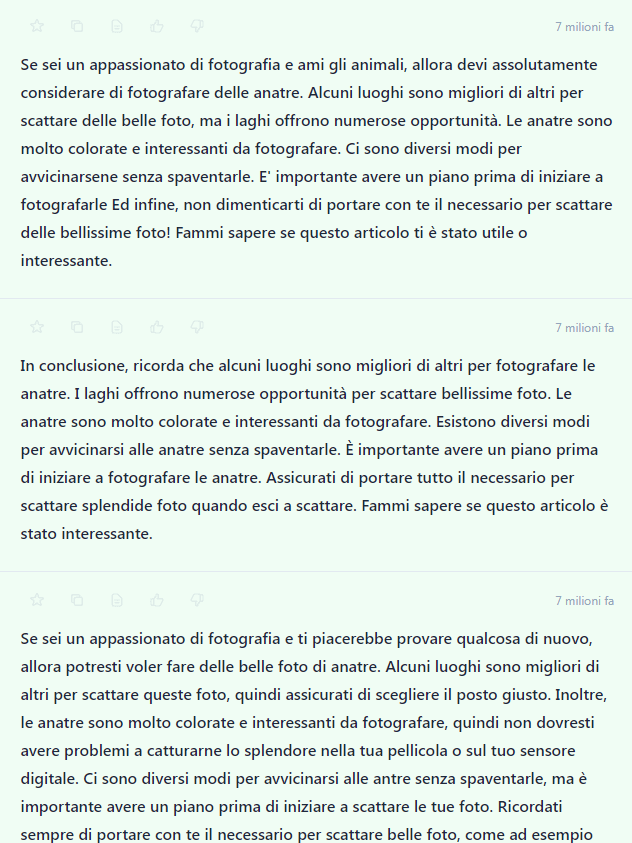 7 milioni fa
Se sei un appassionato di fotografia e ami gli animali, allora devi assolutamente
considerare di fotografare delle anatre. Alcuni luoghi sono migliori di altri per
scattare delle belle foto, ma i laghi offrono numerose opportunità. Le anatre sono
molto colorate e interessanti da fotografare. Ci sono diversi modi per
avvicinarsene senza spaventarle. E' importante avere un piano prima di iniziare a
fotografarle Ed infine, non dimenticarti di portare con te il necessario per scattare
delle bellissime foto! Fammi sapere se questo articolo ti è stato utile o
interessante.
7 milioni fa
In conclusione, ricorda che alcuni luoghi sono migliori di altri per fotografare le
anatre. I laghi offrono numerose opportunità per scattare bellissime foto. Le
anatre sono molto colorate e interessanti da fotografare. Esistono diversi modi
per avvicinarsi alle anatre senza spaventarle. È importante avere un piano prima
di iniziare a fotografare le anatre. Assicurati di portare tutto il necessario per
scattare splendide foto quando esci a scattare. Fammi sapere se questo articolo è
stato interessante.
7 milioni fa
Se sei un appassionato di fotografia e ti piacerebbe provare qualcosa di nuovo,
allora potresti voler fare delle belle foto di anatre. Alcuni luoghi sono migliori di
altri per scattare queste foto, quindi assicurati di scegliere il posto giusto. Inoltre,
le anatre sono molto colorate e interessanti da fotografare, quindi non dovresti
avere problemi a catturarne lo splendore nella tua pellicola o sul tuo sensore
digitale. Ci sono diversi modi per avvicinarsi alle antre senza spaventarle, ma è
importante avere un piano prima di iniziare a scattare le tue foto. Ricordati
sempre di portare con te il necessario per scattare belle foto, come ad esempio